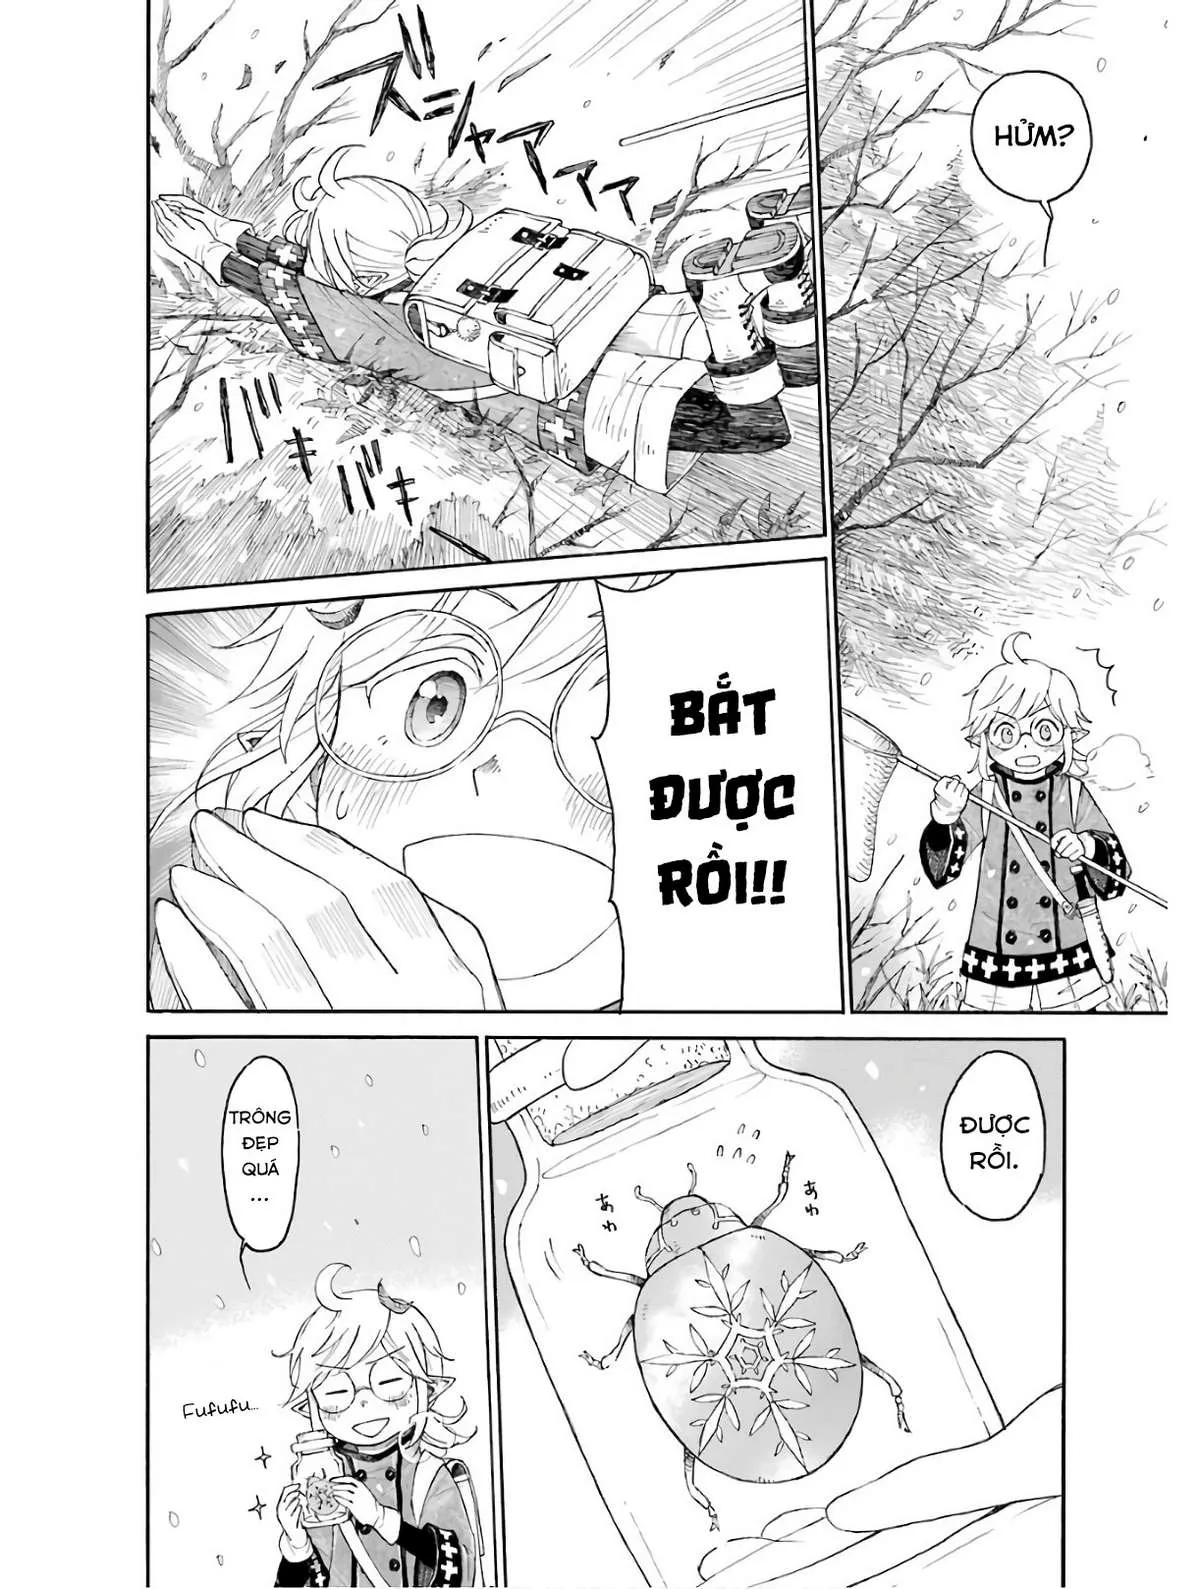 HỬM?
ズシャアアアア
バキバキ
BẮT
ĐƯỢC
RỒI!!
ĐƯỢC
RỒI.
あわ
あわ
TRÔNG
ĐẸP
QUÁ
...
Fufufu...